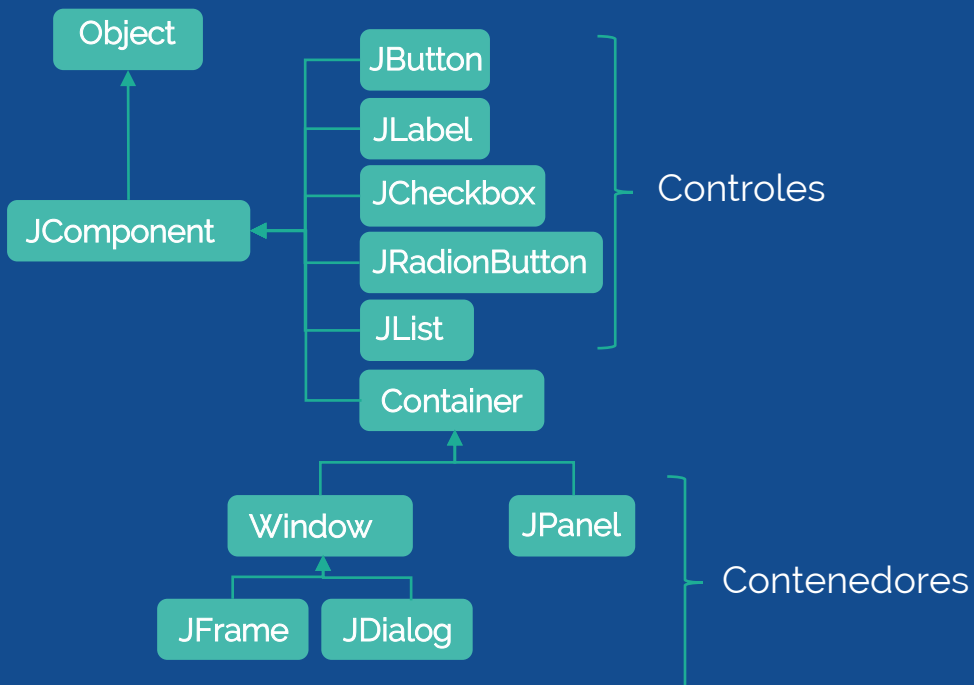 Object
JButton
JLabel
JCheckbox
Controles
JComponent
JRadionButton
JList
Container
Window
JPanel
Contenedores
JFrame
JDialog